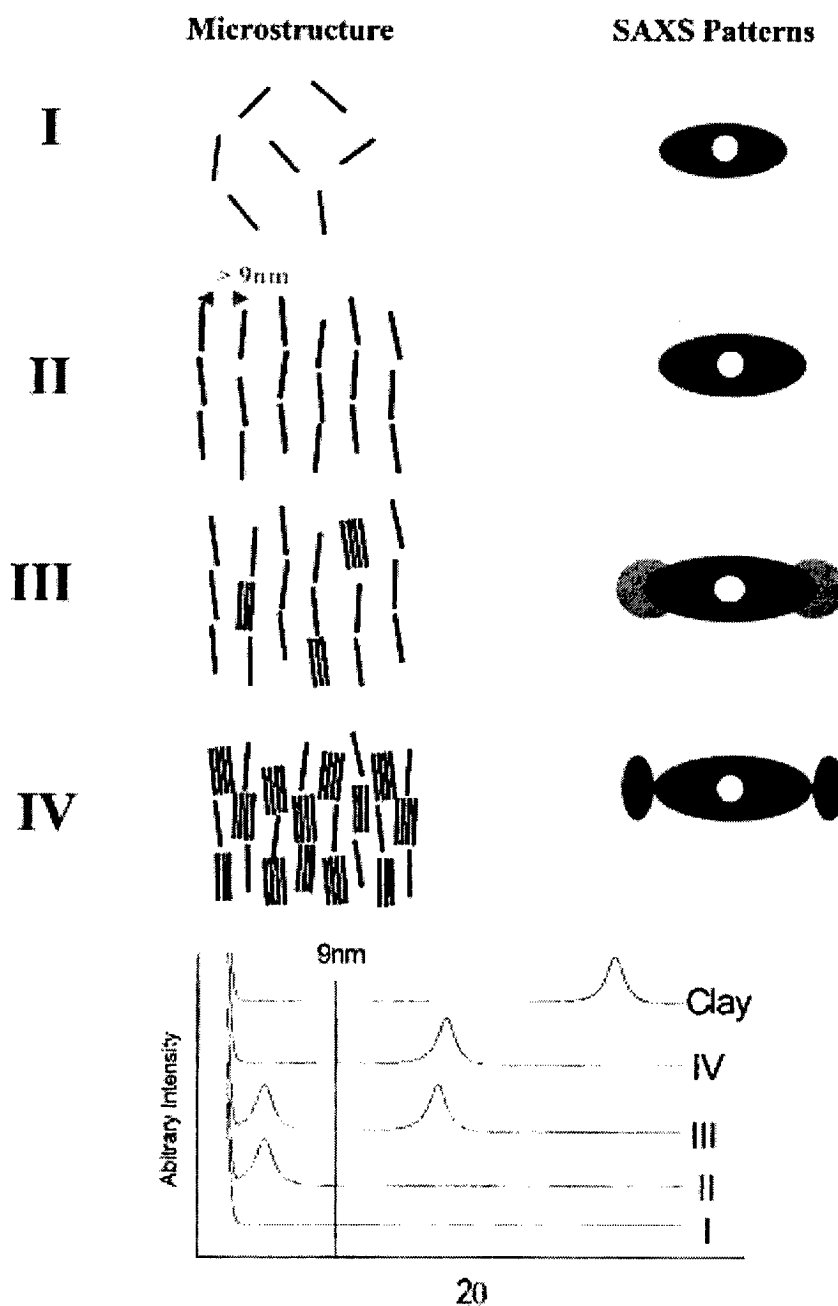 Microstructure SAXS Patterns
I
> 9nm
II
III
IV
9nm
Clay
IV
III
II
I
Abitrary Intensity
2θ